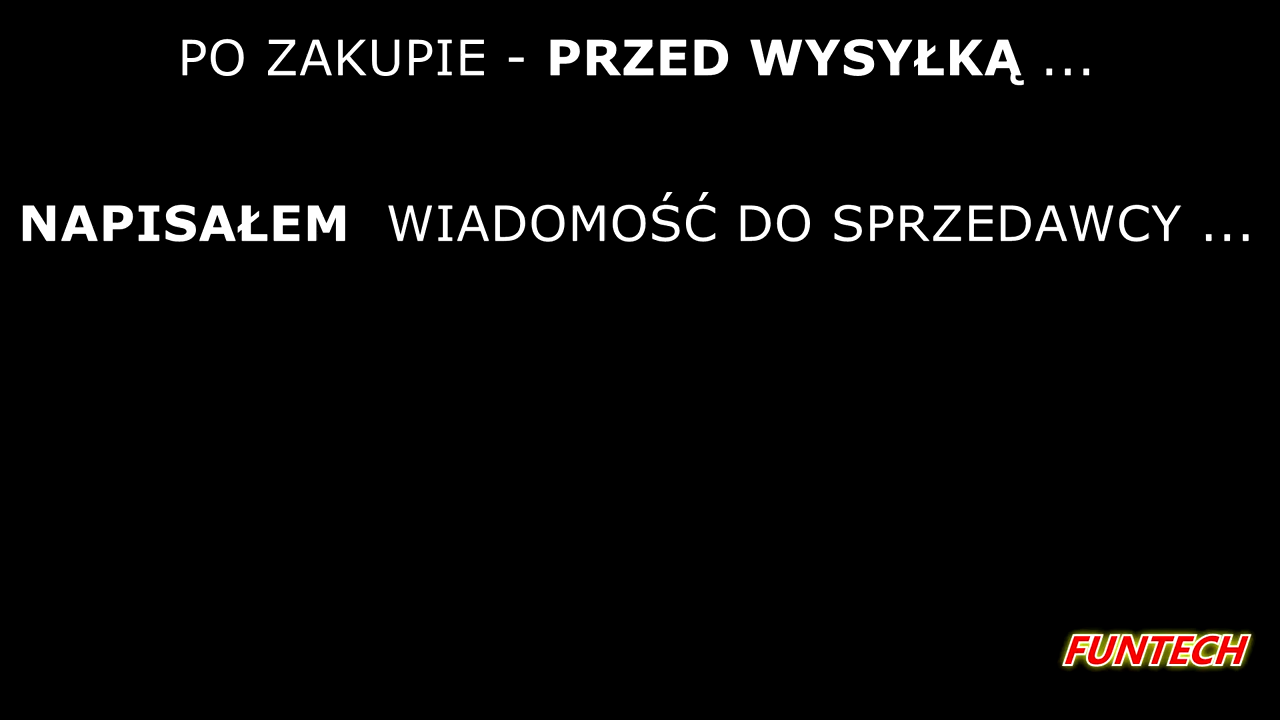 PO ZAKUPIE - PRZED WYSYŁKĄ ...
NAPISAŁEM WIADOMOŚĆ DO SPRZEDAWCY ...
FUNTECH